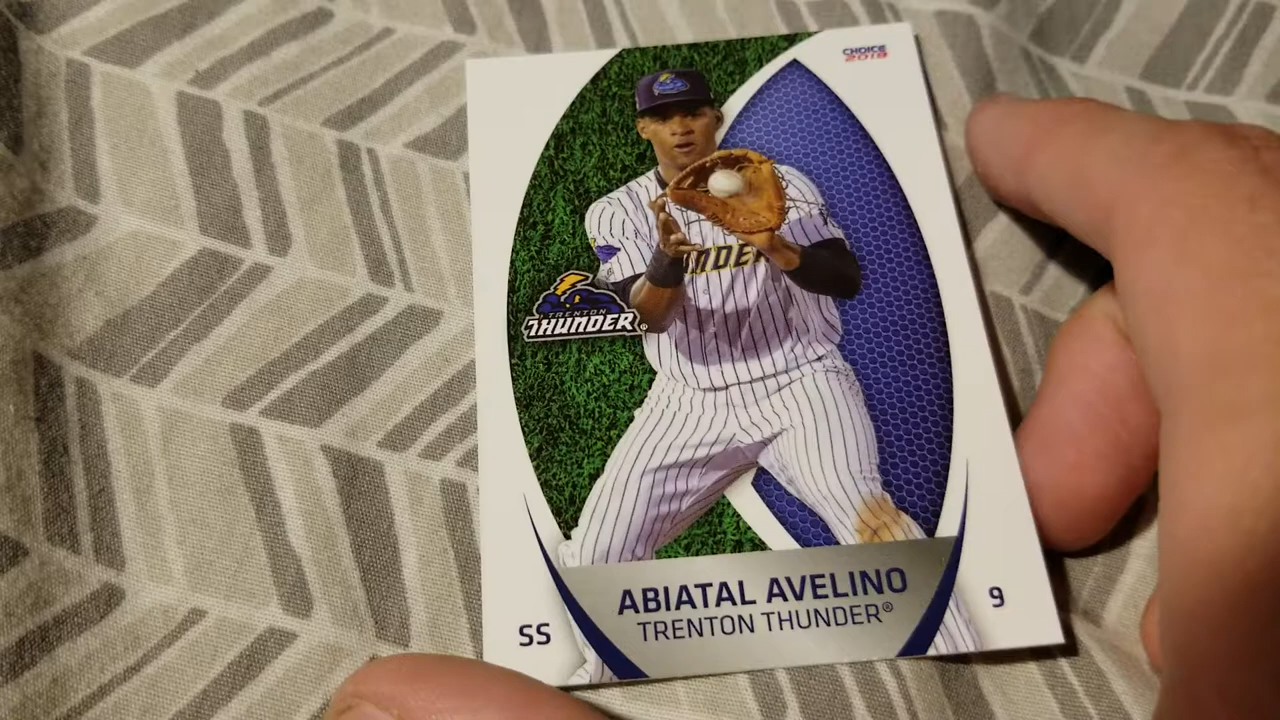 CHOICE
2018
TRENTON
THUNDER®
ABIATAL AVELINO
TRENTON THUNDER®
SS
9